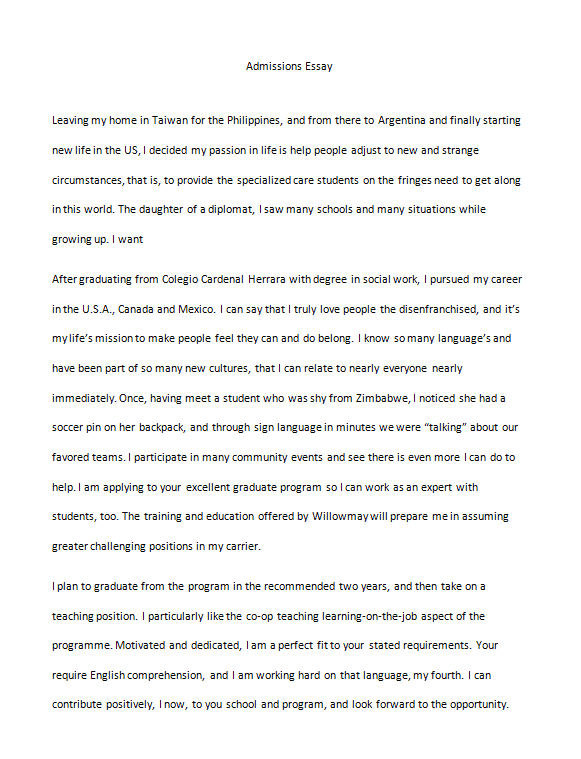 Admissions Essay
Leaving my home in Taiwan for the Philippines, and from there to Argentina and finally starting
new life in the US, I decided my passion in life is help people adjust to new and strange
circumstances, that is, to provide the specialized care students on the fringes need to get along
in this world. The daughter of a diplomat, I saw many schools and many situations while
growing up. I want
After graduating from Colegio Cardenal Herrara with degree in social work, I pursued my career
in the U.S.A., Canada and Mexico. I can say that I truly love people the disenfranchised, and it’s
my life’s mission to make people feel they can and do belong. I know so many language’s and
have been part of so many new cultures, that I can relate to nearly everyone nearly
immediately. Once, having meet a student who was shy from Zimbabwe, I noticed she had a
soccer pin on her backpack, and through sign language in minutes we were “talking” about our
favored teams. I participate in many community events and see there is even more I can do to
help. I am applying to your excellent graduate program so I can work as an expert with
students, too. The training and education offered by Willowmay will prepare me in assuming
greater challenging positions in my carrier.
I plan to graduate from the program in the recommended two years, and then take on a
teaching position. I particularly like the co-op teaching learning-on-the-job aspect of the
programme. Motivated and dedicated, I am a perfect fit to your stated requirements. Your
require English comprehension, and I am working hard on that language, my fourth. I can
contribute positively, I now, to you school and program, and look forward to the opportunity.